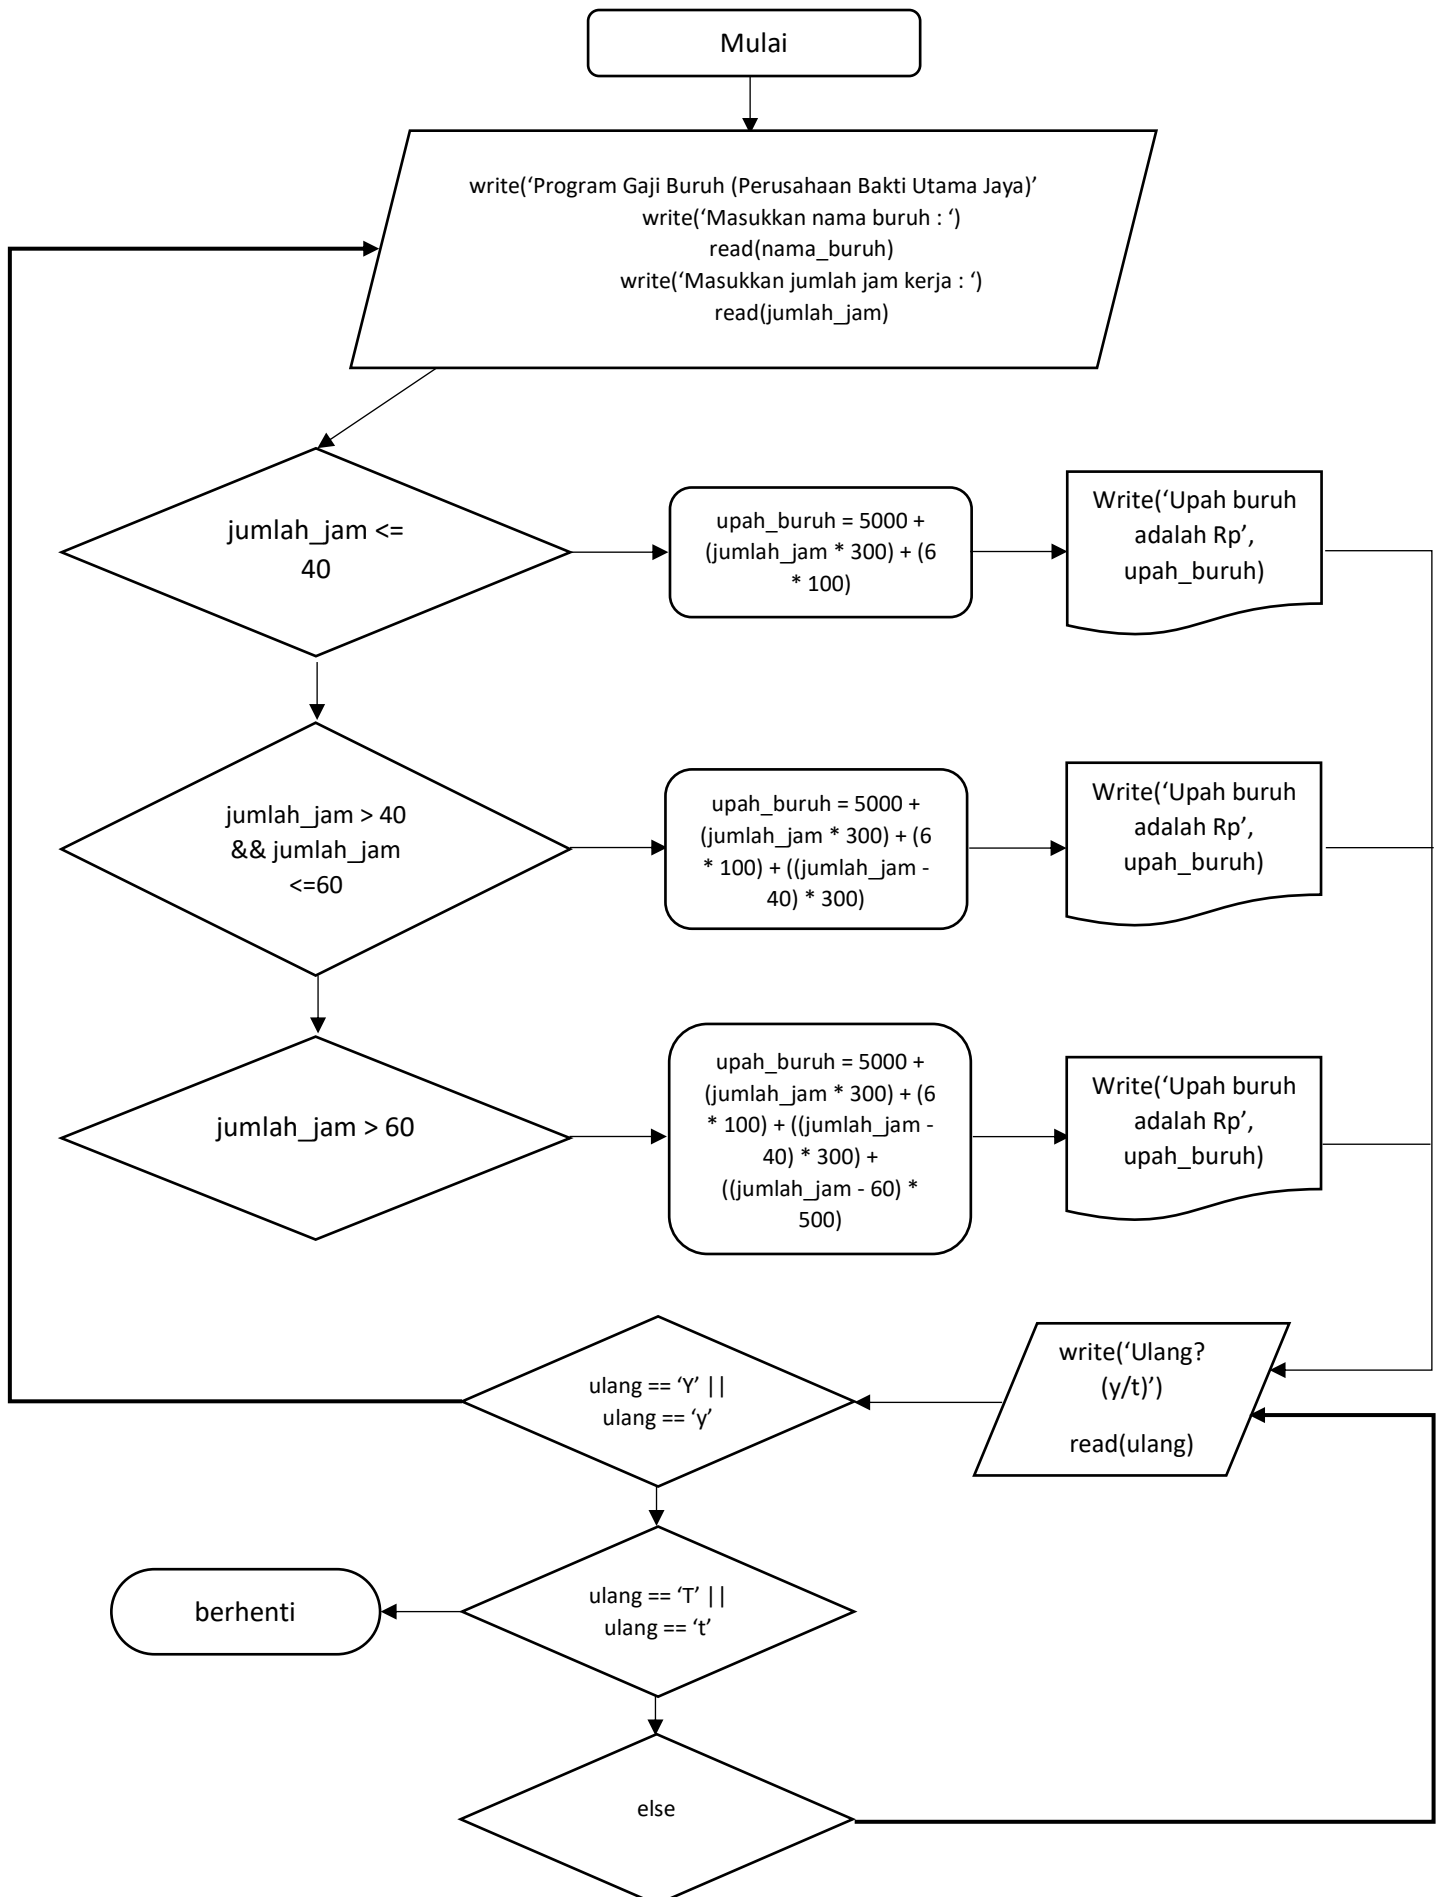 Mulai
write(‘Program Gaji Buruh (Perusahaan Bakti Utama Jaya)’
write(‘Masukkan nama buruh : ‘)
read(nama_buruh)
write(‘Masukkan jumlah jam kerja : ‘)
read(jumlah_jam)
jumlah_jam <=
40
upah_buruh = 5000 +
(jumlah_jam * 300) + (6
* 100)
Write(‘Upah buruh
adalah Rp’,
upah_buruh)
jumlah_jam > 40
&& jumlah_jam
<=60
upah_buruh = 5000 +
(jumlah_jam * 300) + (6
* 100) + ((jumlah_jam -
40) * 300)
Write(‘Upah buruh
adalah Rp’,
upah_buruh)
jumlah_jam > 60
upah_buruh = 5000 +
(jumlah_jam * 300) + (6
* 100) + ((jumlah_jam -
40) * 300) +
((jumlah_jam - 60) *
500)
Write(‘Upah buruh
adalah Rp’,
upah_buruh)
write(‘Ulang?
(y/t)’)
read(ulang)
ulang == ‘Y’ ||
ulang == ‘y’
ulang == ‘T’ ||
ulang == ‘t’
berhenti
else